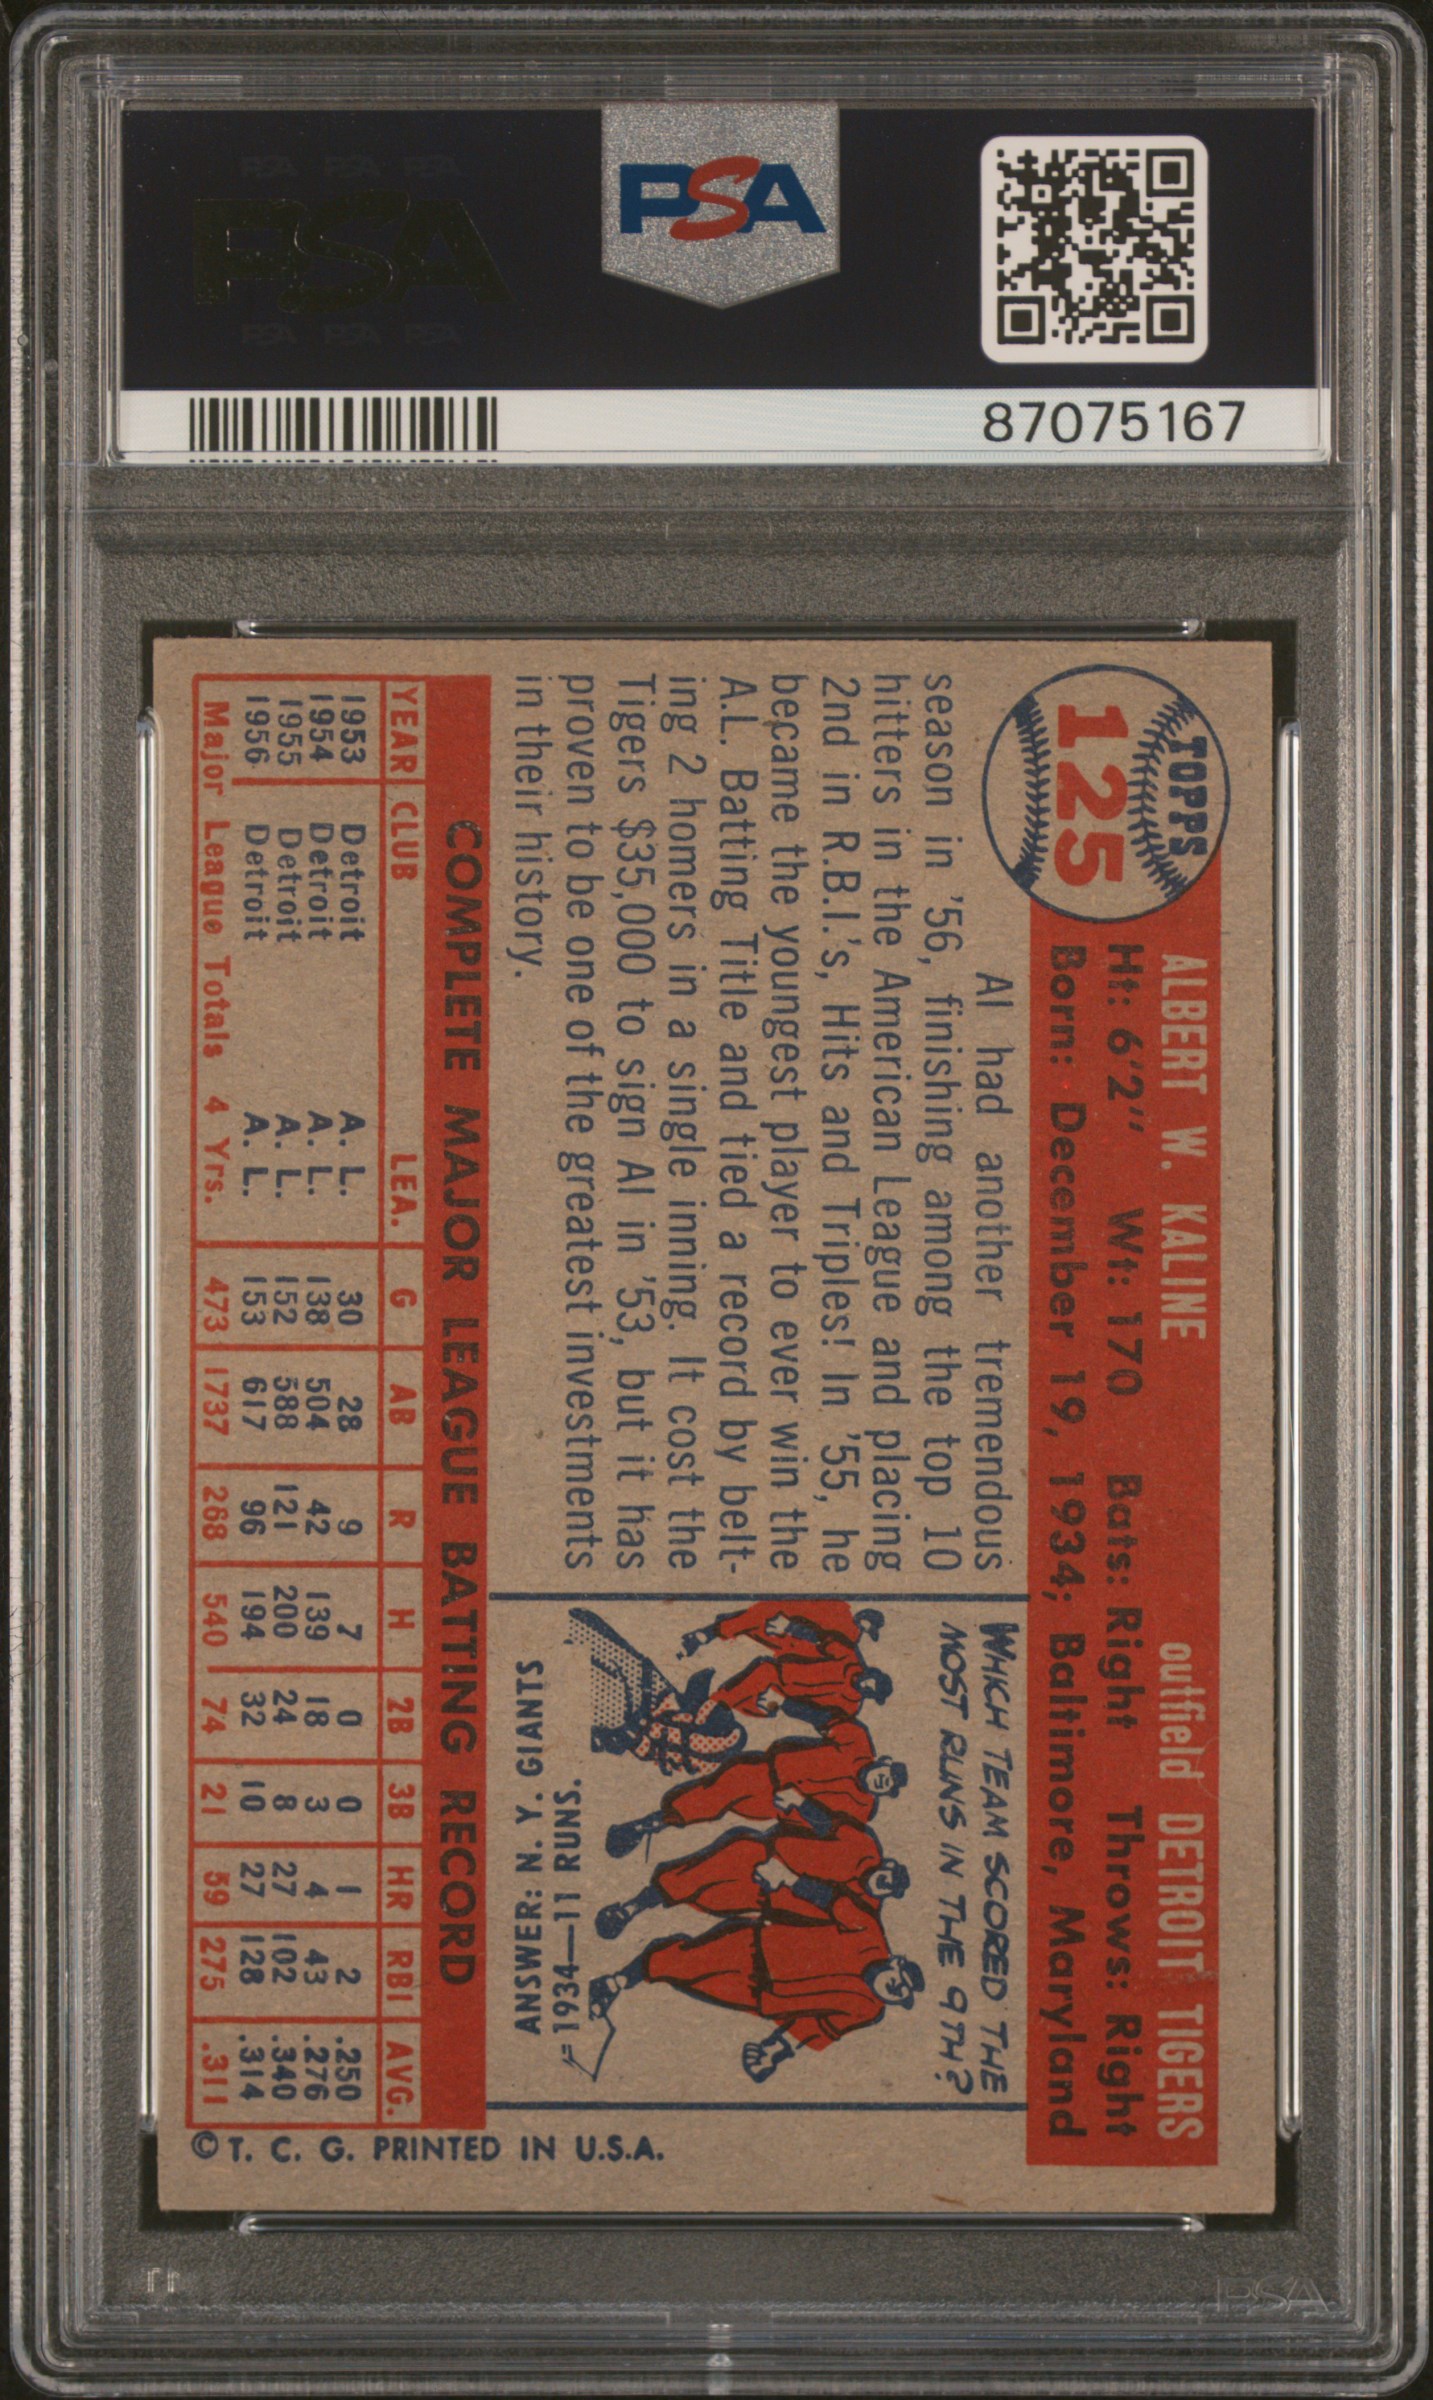 PSA PSA PSA
PSA
PSA PSA PSA
PSA
87075167
TOPPS
125
ALBERT W. KALINE outfield DETROIT TIGERS
Ht: 6'2" Wt: 170 Bats: Right Throws: Right
Born: December 19, 1934; Baltimore, Maryland
Al had another tremendous
season in '56, finishing among the top 10
hitters in the American League and placing
2nd in R.B.I.'s, Hits and Triples! In '55, he
became the youngest player to ever win the
A.L. Batting Title and tied a record by belt-
ing 2 homers in a single inning. It cost the
Tigers $35,000 to sign Al in '53, but it has
proven to be one of the greatest investments
in their history.
WHICH TEAM SCORED THE
MOST RUNS IN THE 9TH?
=1934—11 RUNS.
ANSWER: N. Y. GIANTS
COMPLETE MAJOR LEAGUE BATTING RECORD
YEAR CLUB LEA. G AB R H 2B 3B HR RBI AVG.
1953 Detroit A. L. 30 28 9 7 0 0 1 2 .250
1954 Detroit A. L. 138 504 42 139 18 3 4 43 .276
1955 Detroit A. L. 152 588 121 200 24 8 27 102 .340
1956 Detroit A. L. 153 617 96 194 32 10 27 128 .314
Major League Totals 4 Yrs. 473 1737 268 540 74 21 59 275 .311
© T. C. G. PRINTED IN U.S.A.
PSA